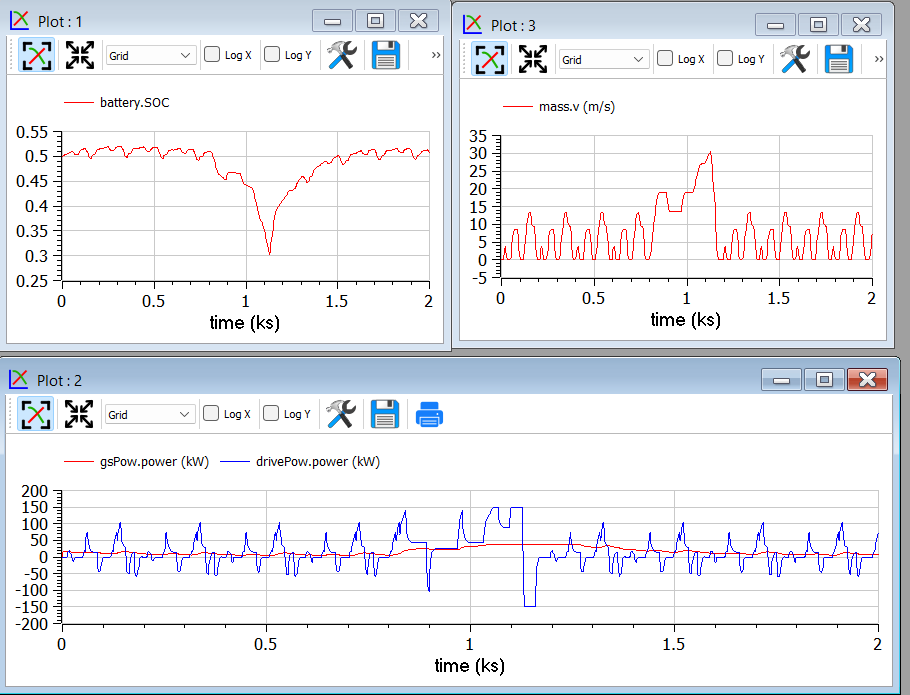 Plot : 1
Grid Log X Log Y »
battery.SOC
0.55
0.5
0.45
0.4
0.35
0.3
0.25
0 0.5 1 1.5 2
time (ks)
Plot : 3
Grid Log X Log Y »
mass.v (m/s)
35
30
25
20
15
10
5
0
-5
0 0.5 1 1.5 2
time (ks)
Plot : 2
Grid Log X Log Y
gsPow.power (kW) drivePow.power (kW)
200
150
100
50
0
-50
-100
-150
-200
0 0.5 1 1.5 2
time (ks)